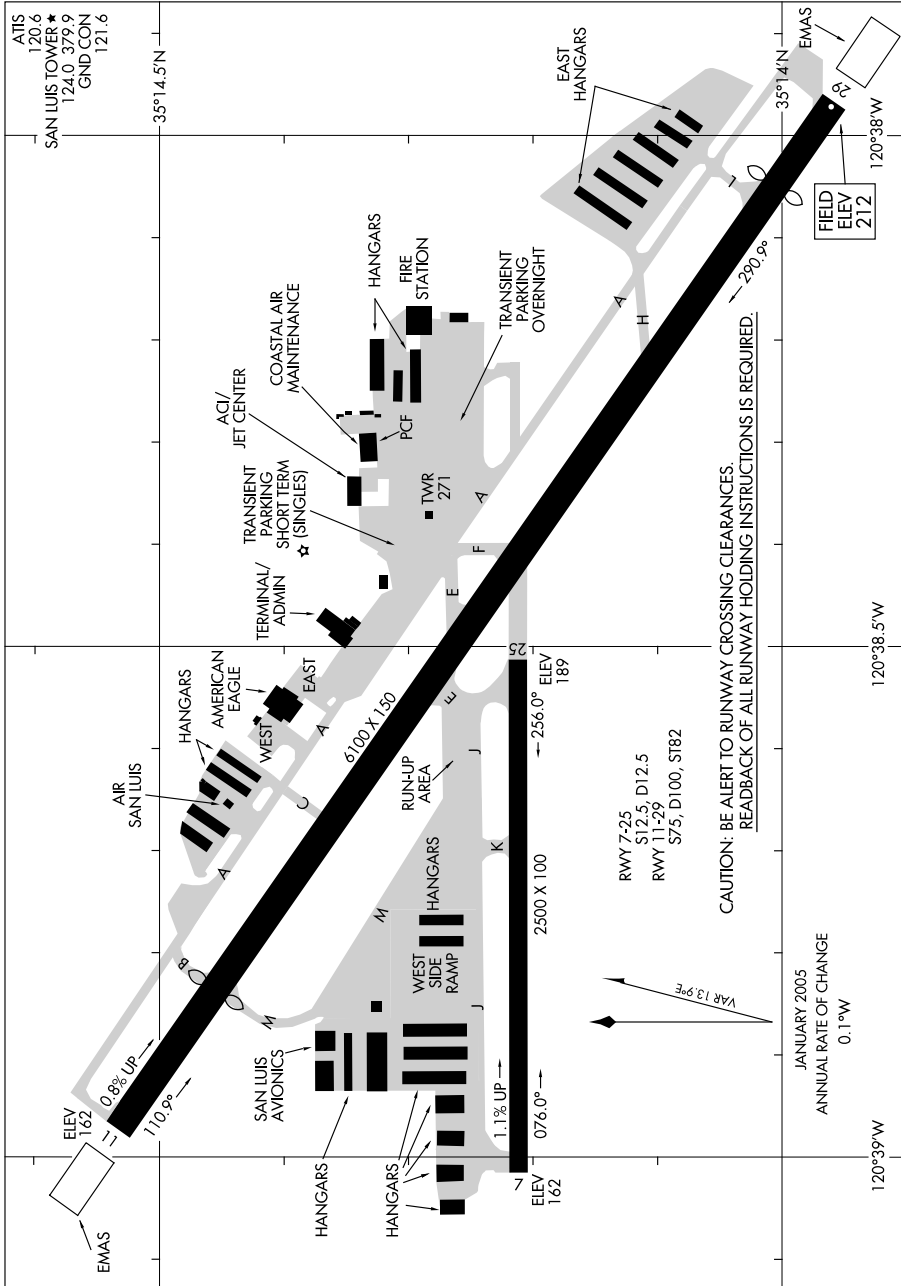 ATIS
120.6
SAN LUIS TOWER ★
124.0 379.9
GND CON
121.6
35°14.5'N
35°14'N
EMAS
29
120°38'W
FIELD
ELEV
212
EAST
HANGARS
L
290.9°
A
H
HANGARS
FIRE
STATION
COASTAL AIR
MAINTENANCE
ACI/
JET CENTER
PCF
TRANSIENT
PARKING
OVERNIGHT
TWR
271
A
TRANSIENT
PARKING
SHORT TERM
(SINGLES)
TERMINAL/
ADMIN
F
E
HANGARS
AMERICAN
EAGLE
EAST
WEST
A
AIR
SAN LUIS
C
6100 X 150
E
25
ELEV
189
256.0°
120°38.5'W
RUN-UP
AREA
J
A
B
M
M
HANGARS
WEST
SIDE
RAMP
K
2500 X 100
J
RWY 7-25
S12.5, D12.5
RWY 11-29
S75, D100, ST82
CAUTION: BE ALERT TO RUNWAY CROSSING CLEARANCES.
READBACK OF ALL RUNWAY HOLDING INSTRUCTIONS IS REQUIRED.
ELEV
162
11
0.8% UP
110.9°
EMAS
SAN LUIS
AVIONICS
HANGARS
HANGARS
HANGARS
1.1% UP
076.0°
7
ELEV
162
VAR 13.9°E
JANUARY 2005
ANNUAL RATE OF CHANGE
0.1°W
120°39'W